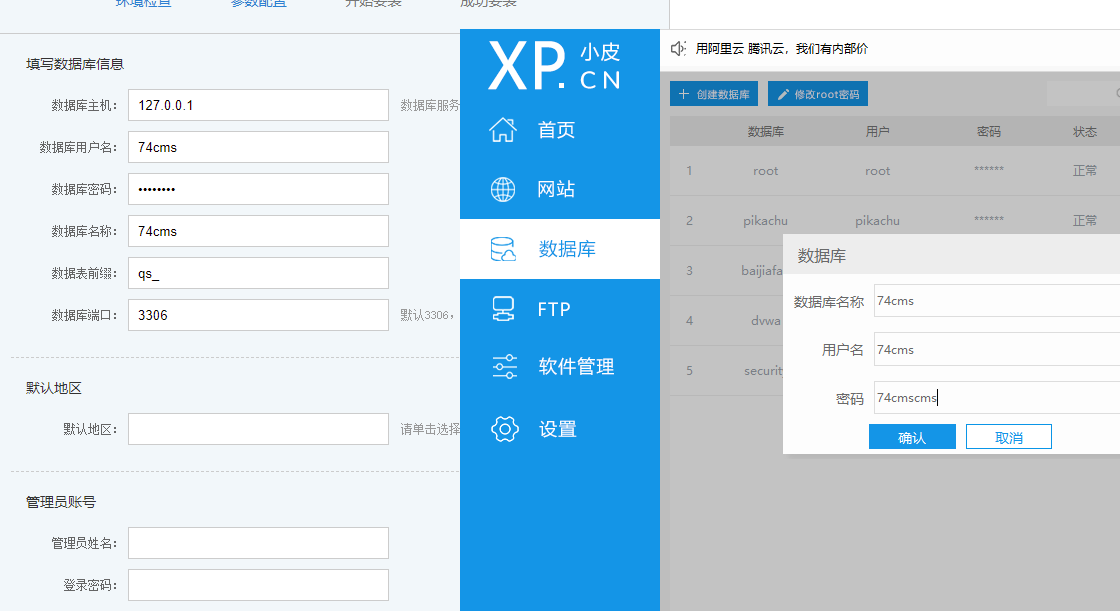 环境检查 参数配置 开始安装 成功安装
填写数据库信息
数据库主机： 127.0.0.1 数据库服务
数据库用户名： 74cms
数据库密码： ••••••••
数据库名称： 74cms
数据表前缀： qs_
数据库端口： 3306 默认3306，
默认地区
默认地区： 请单击选择
管理员账号
管理员姓名：
登录密码：
XP. 小皮
CN
首页
网站
数据库
FTP
软件管理
设置
用阿里云 腾讯云，我们有内部价
创建数据库 修改root密码
数据库 用户 密码 状态
1 root root ****** 正常
2 pikachu pikachu ****** 正常
3 baijiafa
4 dvwa
5 securit
数据库
数据库名称 74cms
用户名 74cms
密码 74cmscms
确认 取消